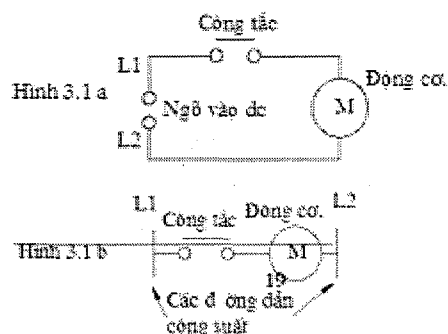 Công tắc
L1
Động cơ
Hình 3.1 a
Ngõ vào dc
M
L2
L1
Công tắc
Động cơ
L2
Hình 3.1 b
M
19
Các đ ờng dẫn
công suất